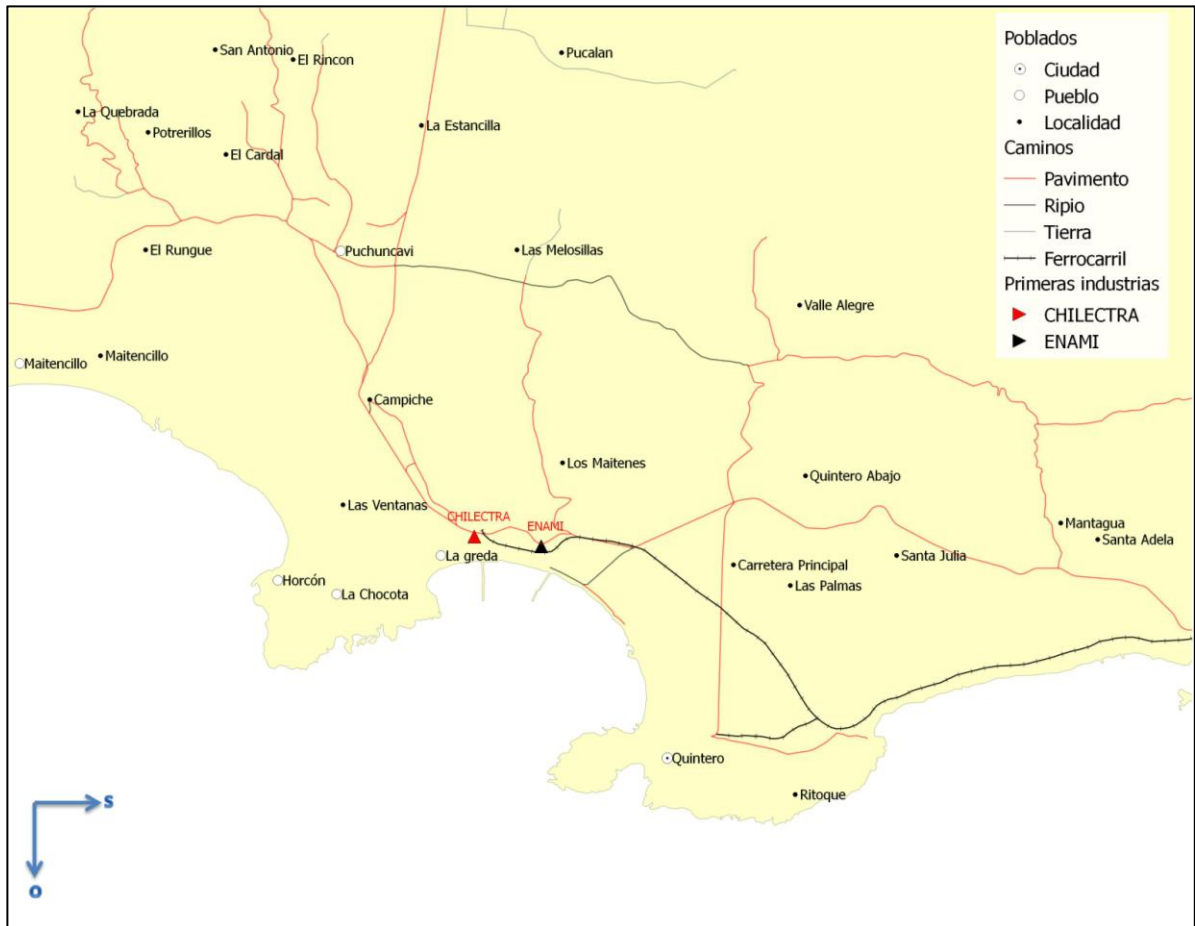 San Antonio
El Rincon
Pucalan
La Quebrada
Potrerillos
El Cardal
La Estancilla
El Rungue
Puchuncavi
Las Melosillas
Valle Alegre
Maitencillo
Maitencillo
Campiche
Los Maitenes
Quintero Abajo
Las Ventanas
CHILECTRA
ENAMI
Mantagua
Santa Adela
La greda
Carretera Principal
Santa Julia
Horcón
La Chocota
Las Palmas
Quintero
Ritoque
Poblados
Ciudad
Pueblo
Localidad
Caminos
Pavimento
Ripio
Tierra
Ferrocarril
Primeras industrias
CHILECTRA
ENAMI
S
O